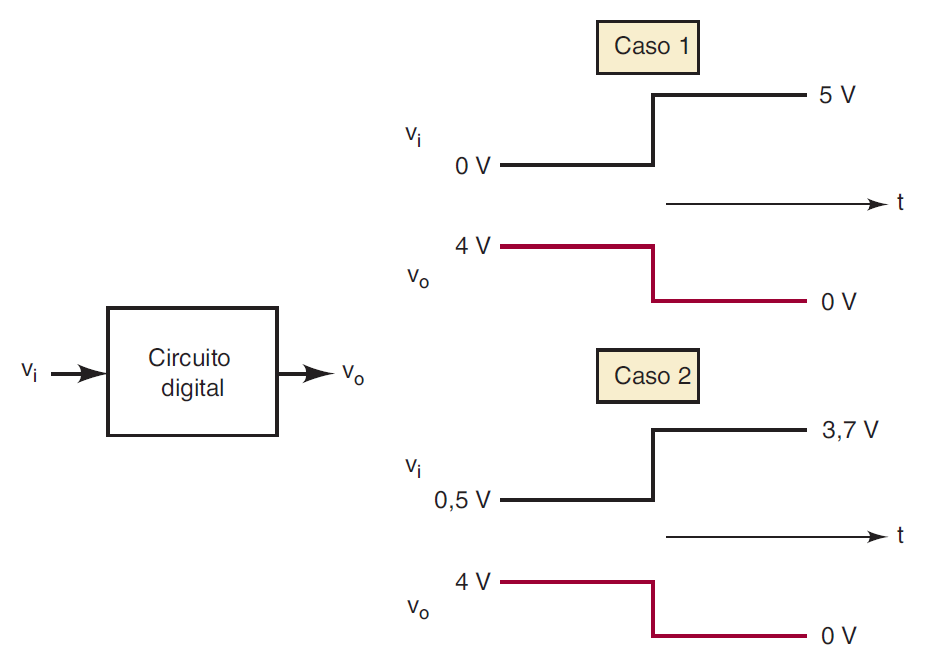 Caso 1
5 V
vi
0 V
t
4 V
vo
0 V
Circuito
digital
vi
vo
Caso 2
3,7 V
vi
0,5 V
t
4 V
vo
0 V